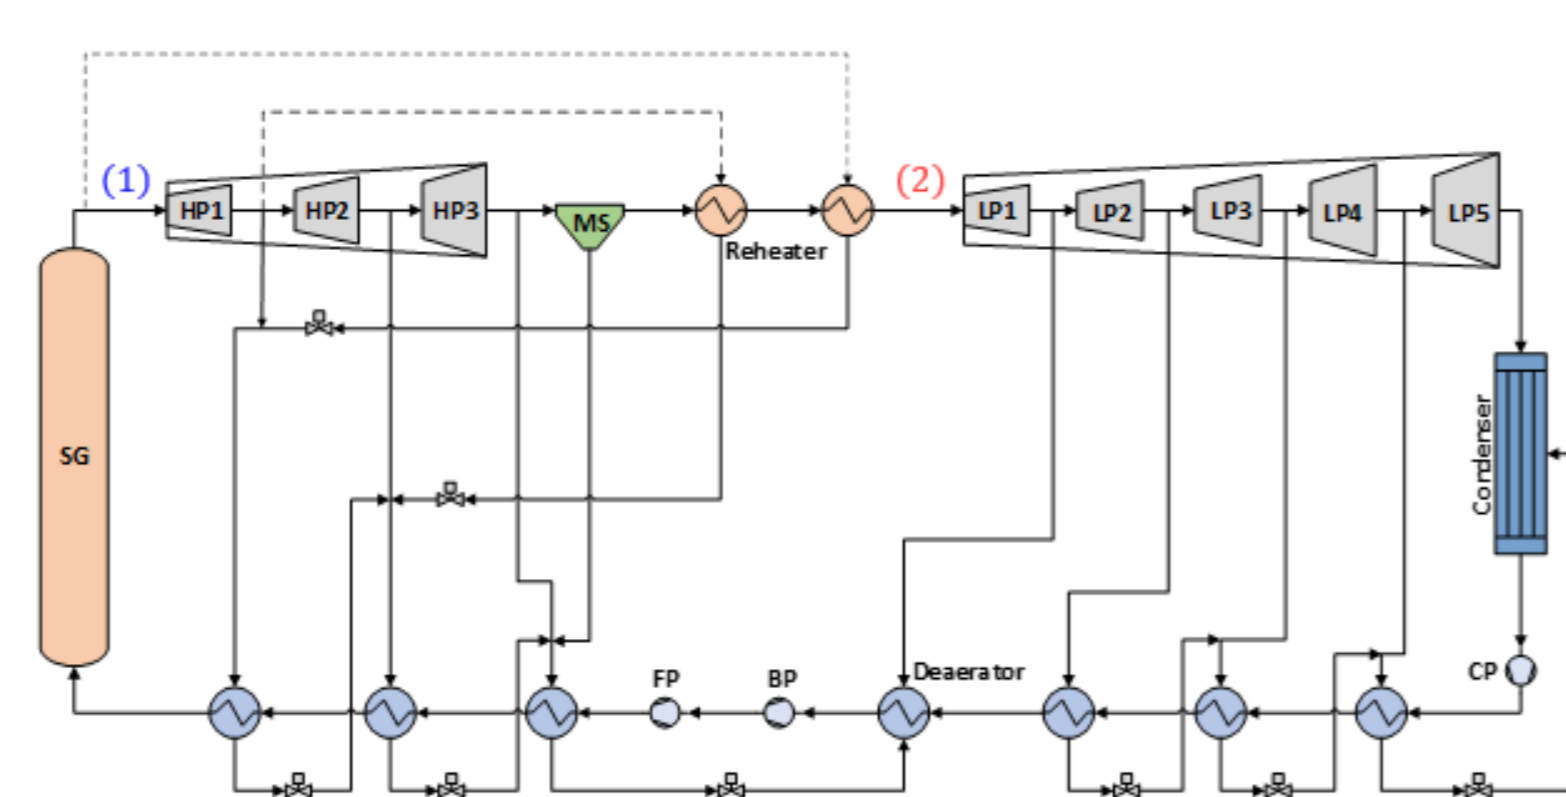 (1)
(2)
HP1
HP2
HP3
MS
Reheater
LP1
LP2
LP3
LP4
LP5
SG
Condenser
FP
BP
Deaerator
CP